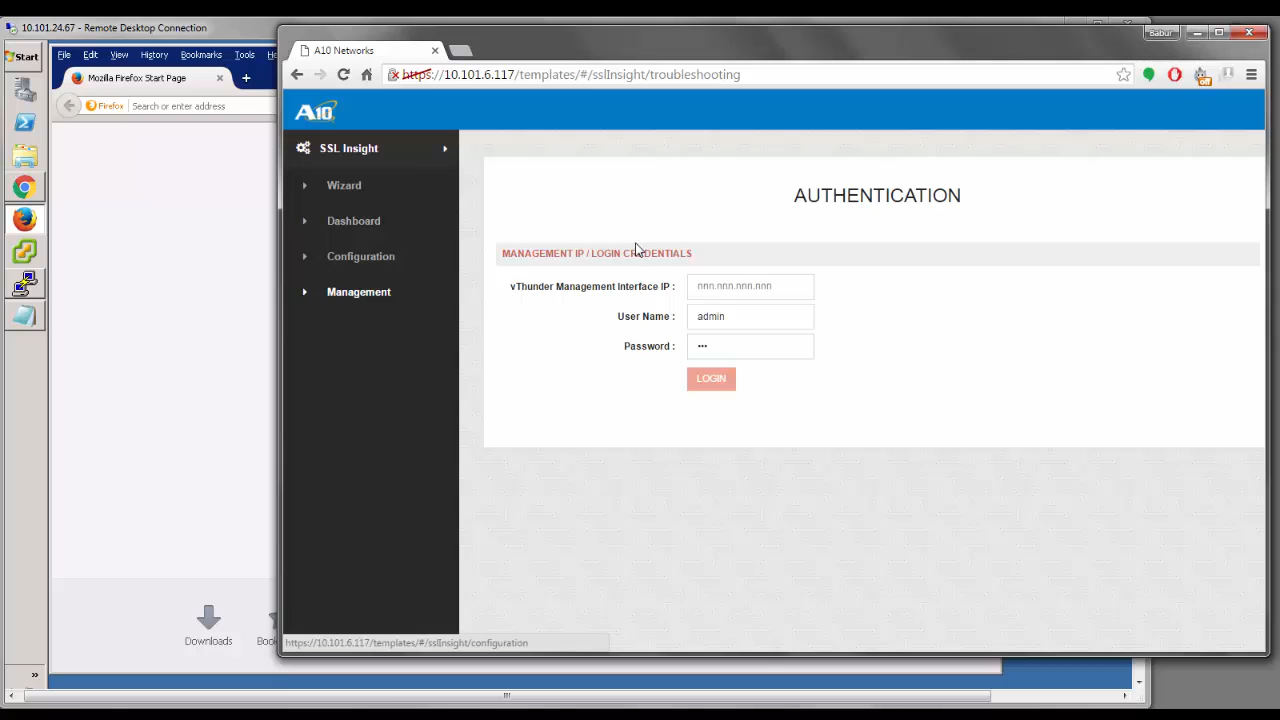 10.101.24.67 - Remote Desktop Connection
Babur
Start
File Edit View History Bookmarks Tools He
Mozilla Firefox Start Page
Firefox Search or enter address
A10 Networks
https://10.101.6.117/templates/#/sslInsight/troubleshooting
off
A10
SSL Insight
Wizard
Dashboard
Configuration
Management
AUTHENTICATION
MANAGEMENT IP / LOGIN CREDENTIALS
vThunder Management Interface IP : nnn.nnn.nnn.nnn
User Name : admin
Password : •••
LOGIN
Downloads
Book
https://10.101.6.117/templates/#/sslInsight/configuration